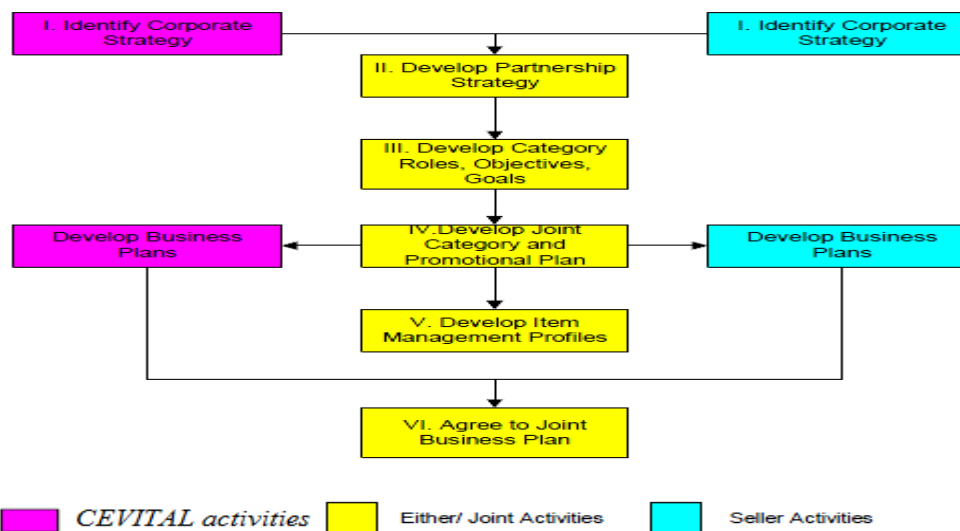 I. Identify Corporate
Strategy
I. Identify Corporate
Strategy
II. Develop Partnership
Strategy
III. Develop Category
Roles, Objectives,
Goals
Develop Business
Plans
IV.Develop Joint
Category and
Promotional Plan
Develop Business
Plans
V. Develop Item
Management Profiles
VI. Agree to Joint
Business Plan
CEVITAL activities
Either/ Joint Activities
Seller Activities